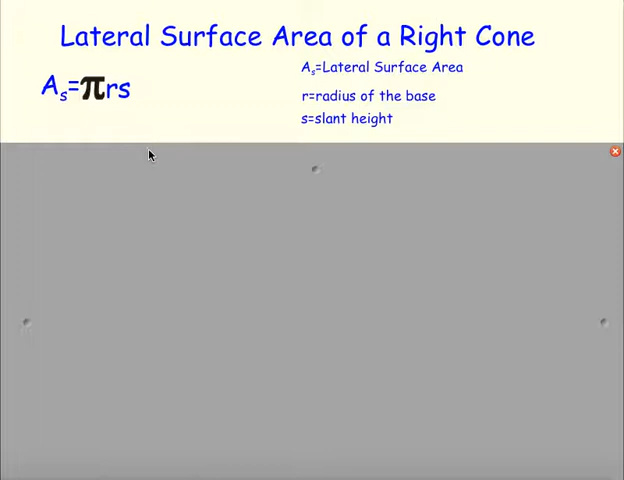 Lateral Surface Area of a Right Cone
Aₛ=πrs
Aₛ=Lateral Surface Area
r=radius of the base
s=slant height